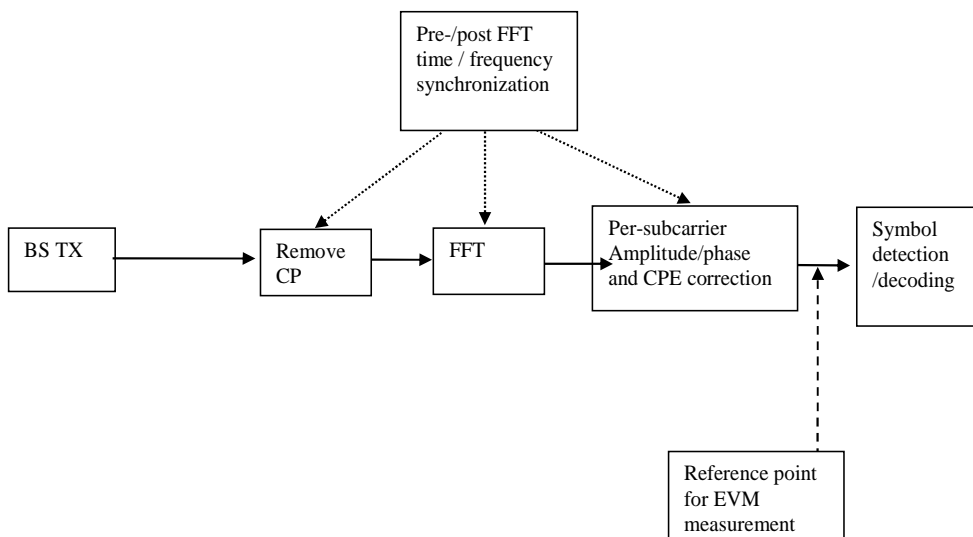 Pre-/post FFT
time / frequency
synchronization
BS TX
Remove
CP
FFT
Per-subcarrier
Amplitude/phase
and CPE correction
Symbol
detection
/decoding
Reference point
for EVM
measurement